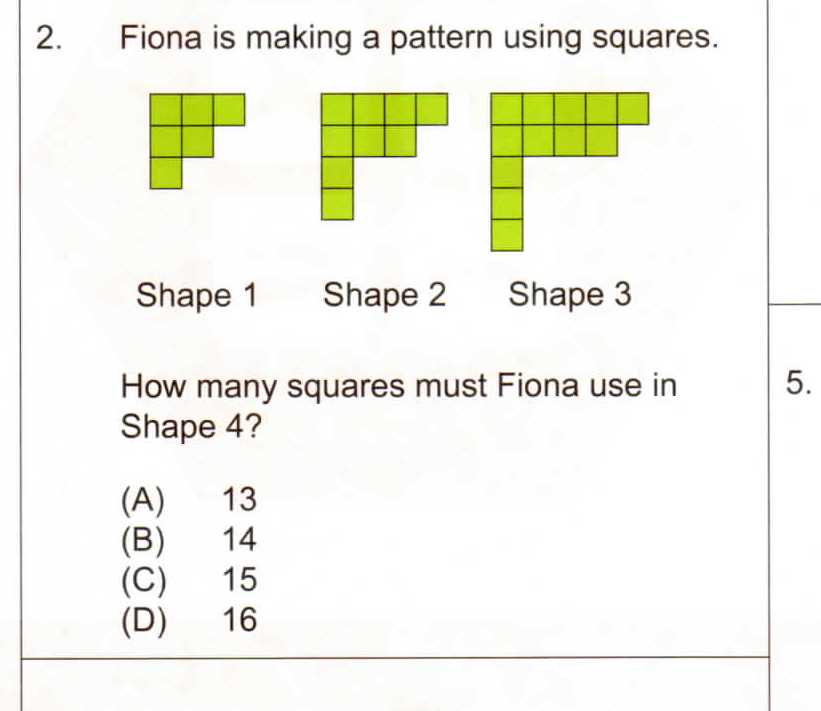 2. Fiona is making a pattern using squares.
Shape 1 Shape 2 Shape 3
How many squares must Fiona use in
Shape 4?
(A) 13
(B) 14
(C) 15
(D) 16
5.